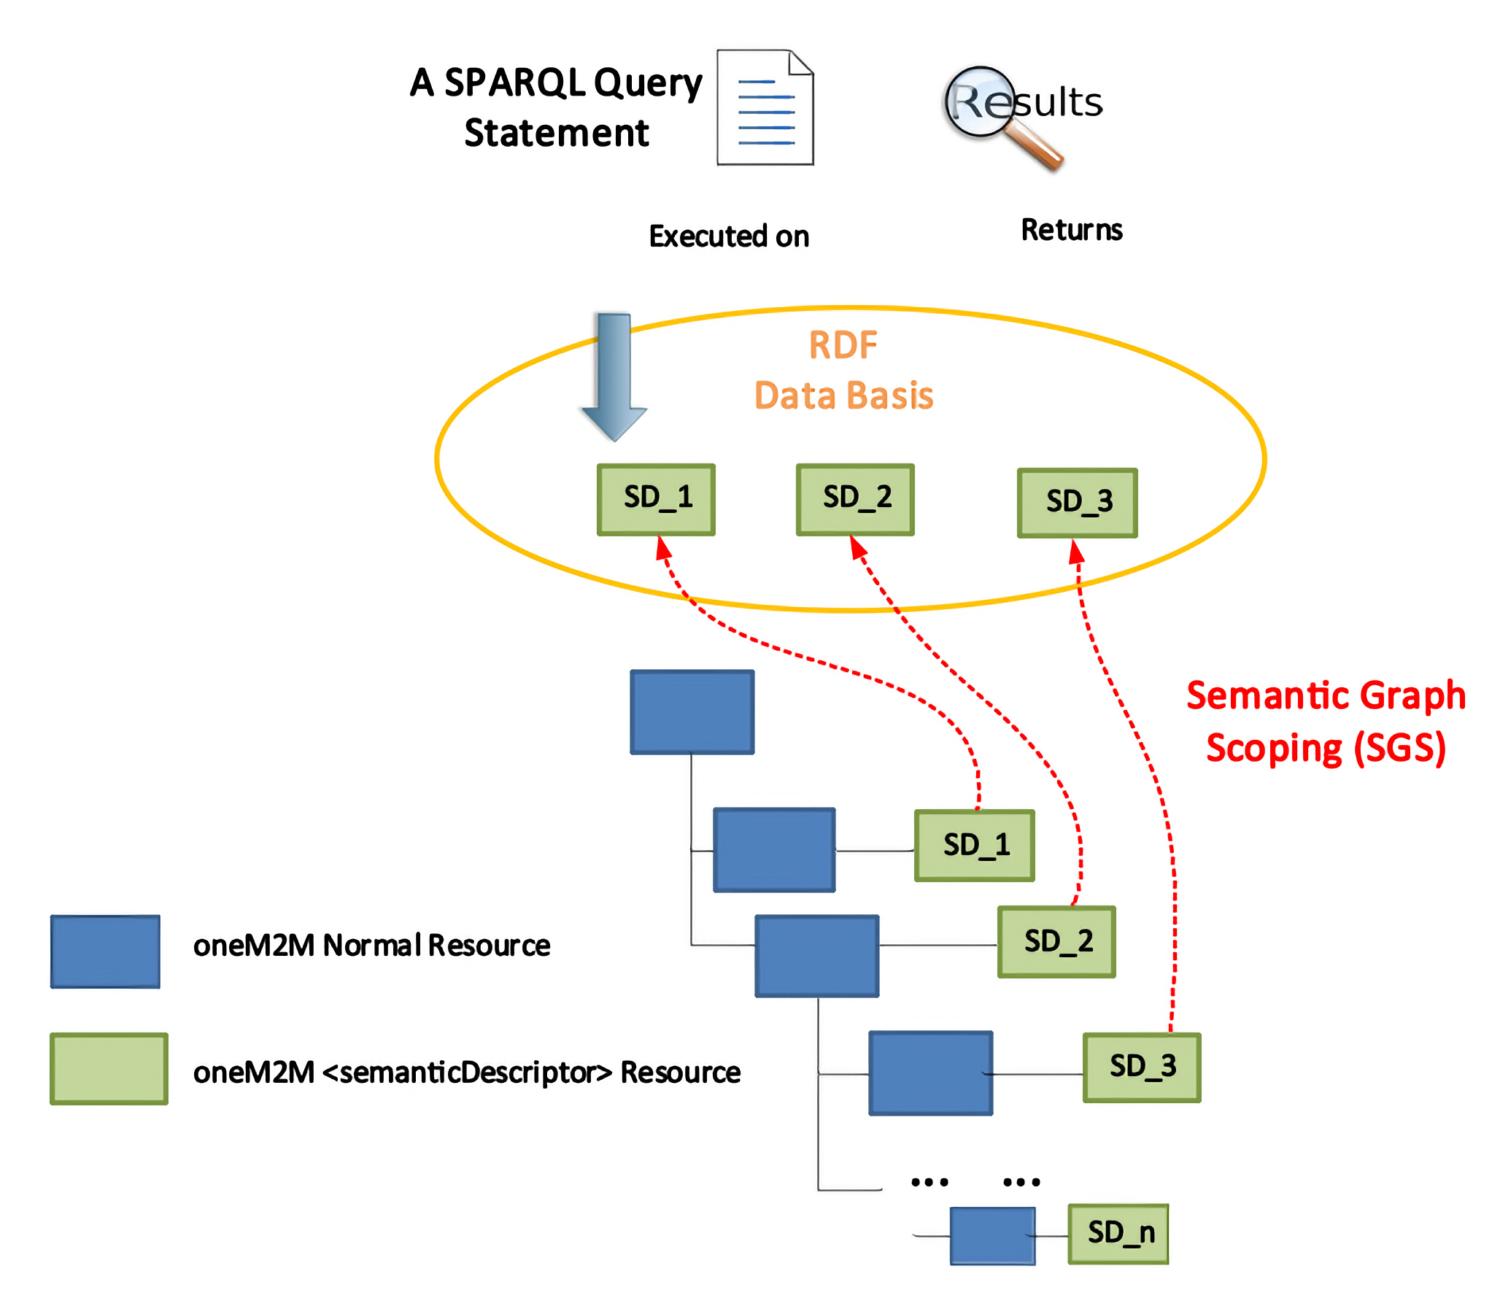 A SPARQL Query
Statement
Results
Executed on
Returns
RDF
Data Basis
SD_1
SD_2
SD_3
Semantic Graph
Scoping (SGS)
SD_1
SD_2
oneM2M Normal Resource
SD_3
oneM2M <semanticDescriptor> Resource
... ...
SD_n